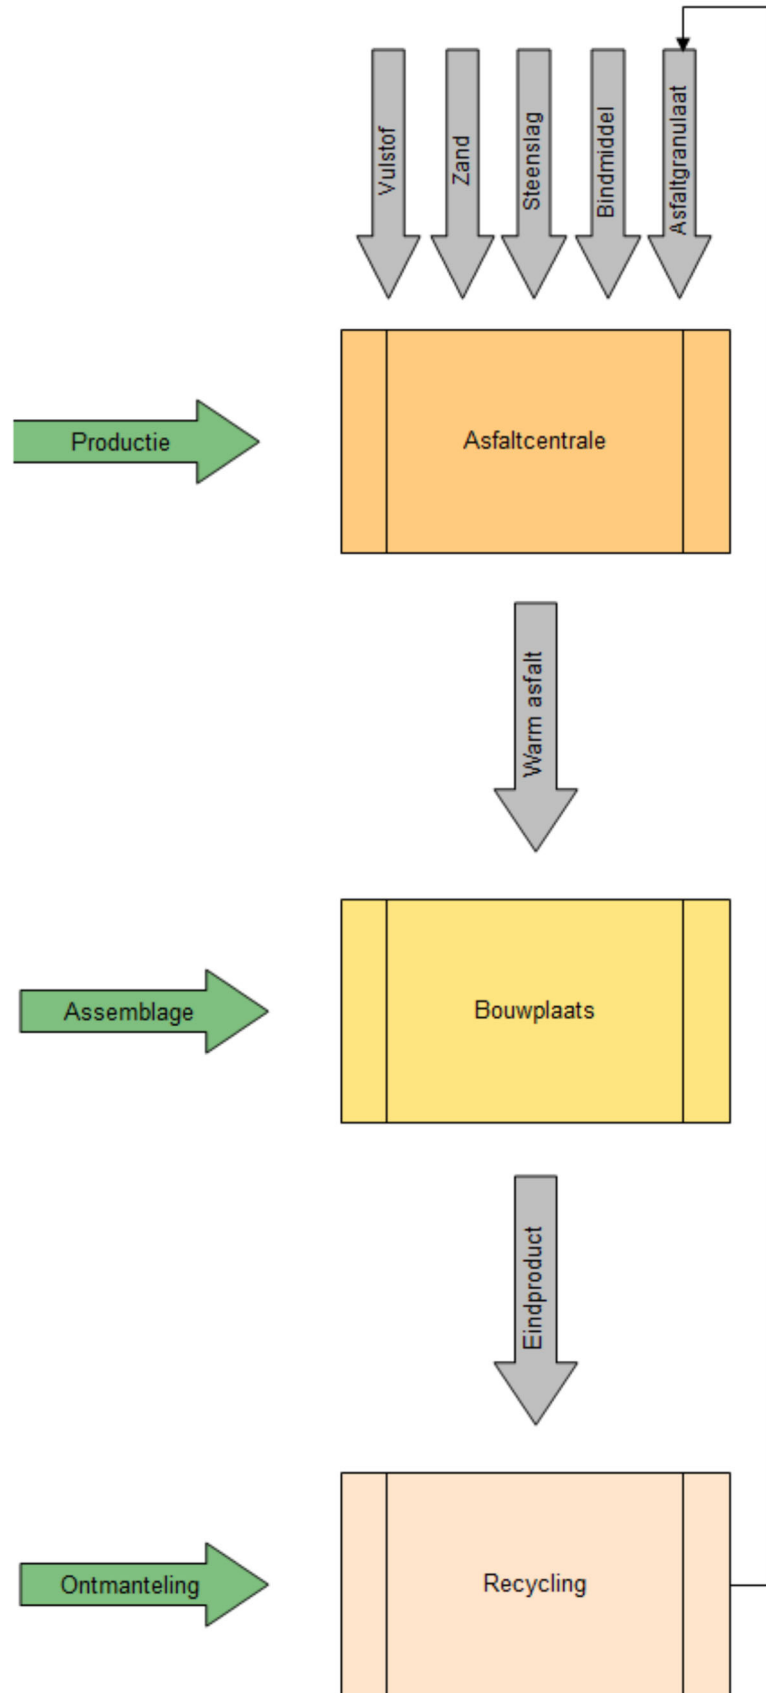 Vulstof
Zand
Steenslag
Bindmiddel
Asfaltgranulaat
Productie
Asfaltcentrale
Warm asfalt
Assemblage
Bouwplaats
Eindproduct
Ontmanteling
Recycling